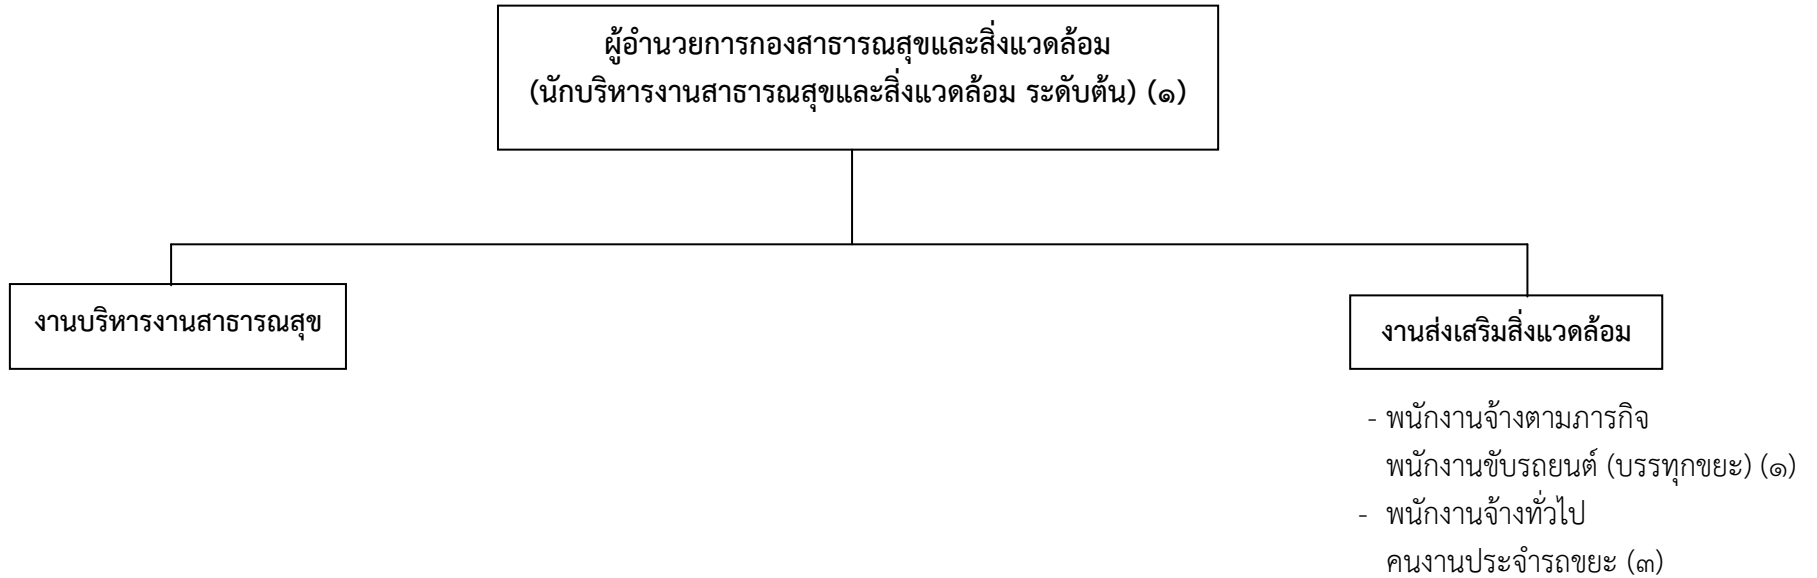 ผู้อำนวยการกองสาธารณสุขและสิ่งแวดล้อม
(นักบริหารงานสาธารณสุขและสิ่งแวดล้อม ระดับต้น) (๑)
งานบริหารงานสาธารณสุข
งานส่งเสริมสิ่งแวดล้อม
- พนักงานจ้างตามภารกิจ
พนักงานขับรถยนต์ (บรรทุกขยะ) (๑)
- พนักงานจ้างทั่วไป
คนงานประจำรถขยะ (๓)